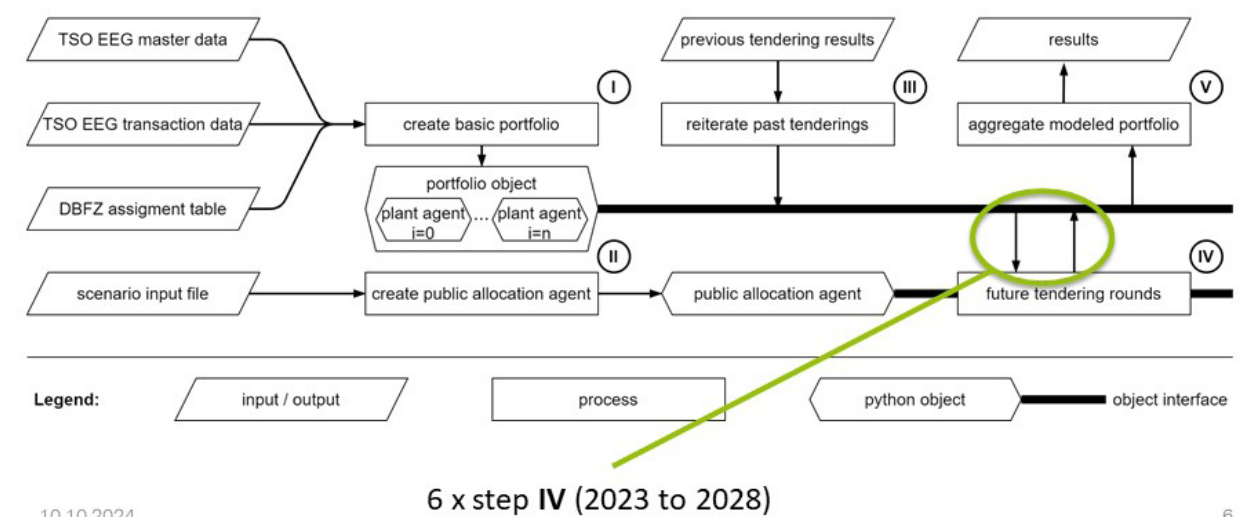 TSO EEG master data
previous tendering results
results
I
III
V
TSO EEG transaction data
create basic portfolio
reiterate past tenderings
aggregate modeled portfolio
portfolio object
DBFZ assigment table
plant agent
i=0
...
plant agent
i=n
II
IV
scenario input file
create public allocation agent
public allocation agent
future tendering rounds
Legend:
input / output
process
python object
object interface
6 x step IV (2023 to 2028)
10.10.2024
6